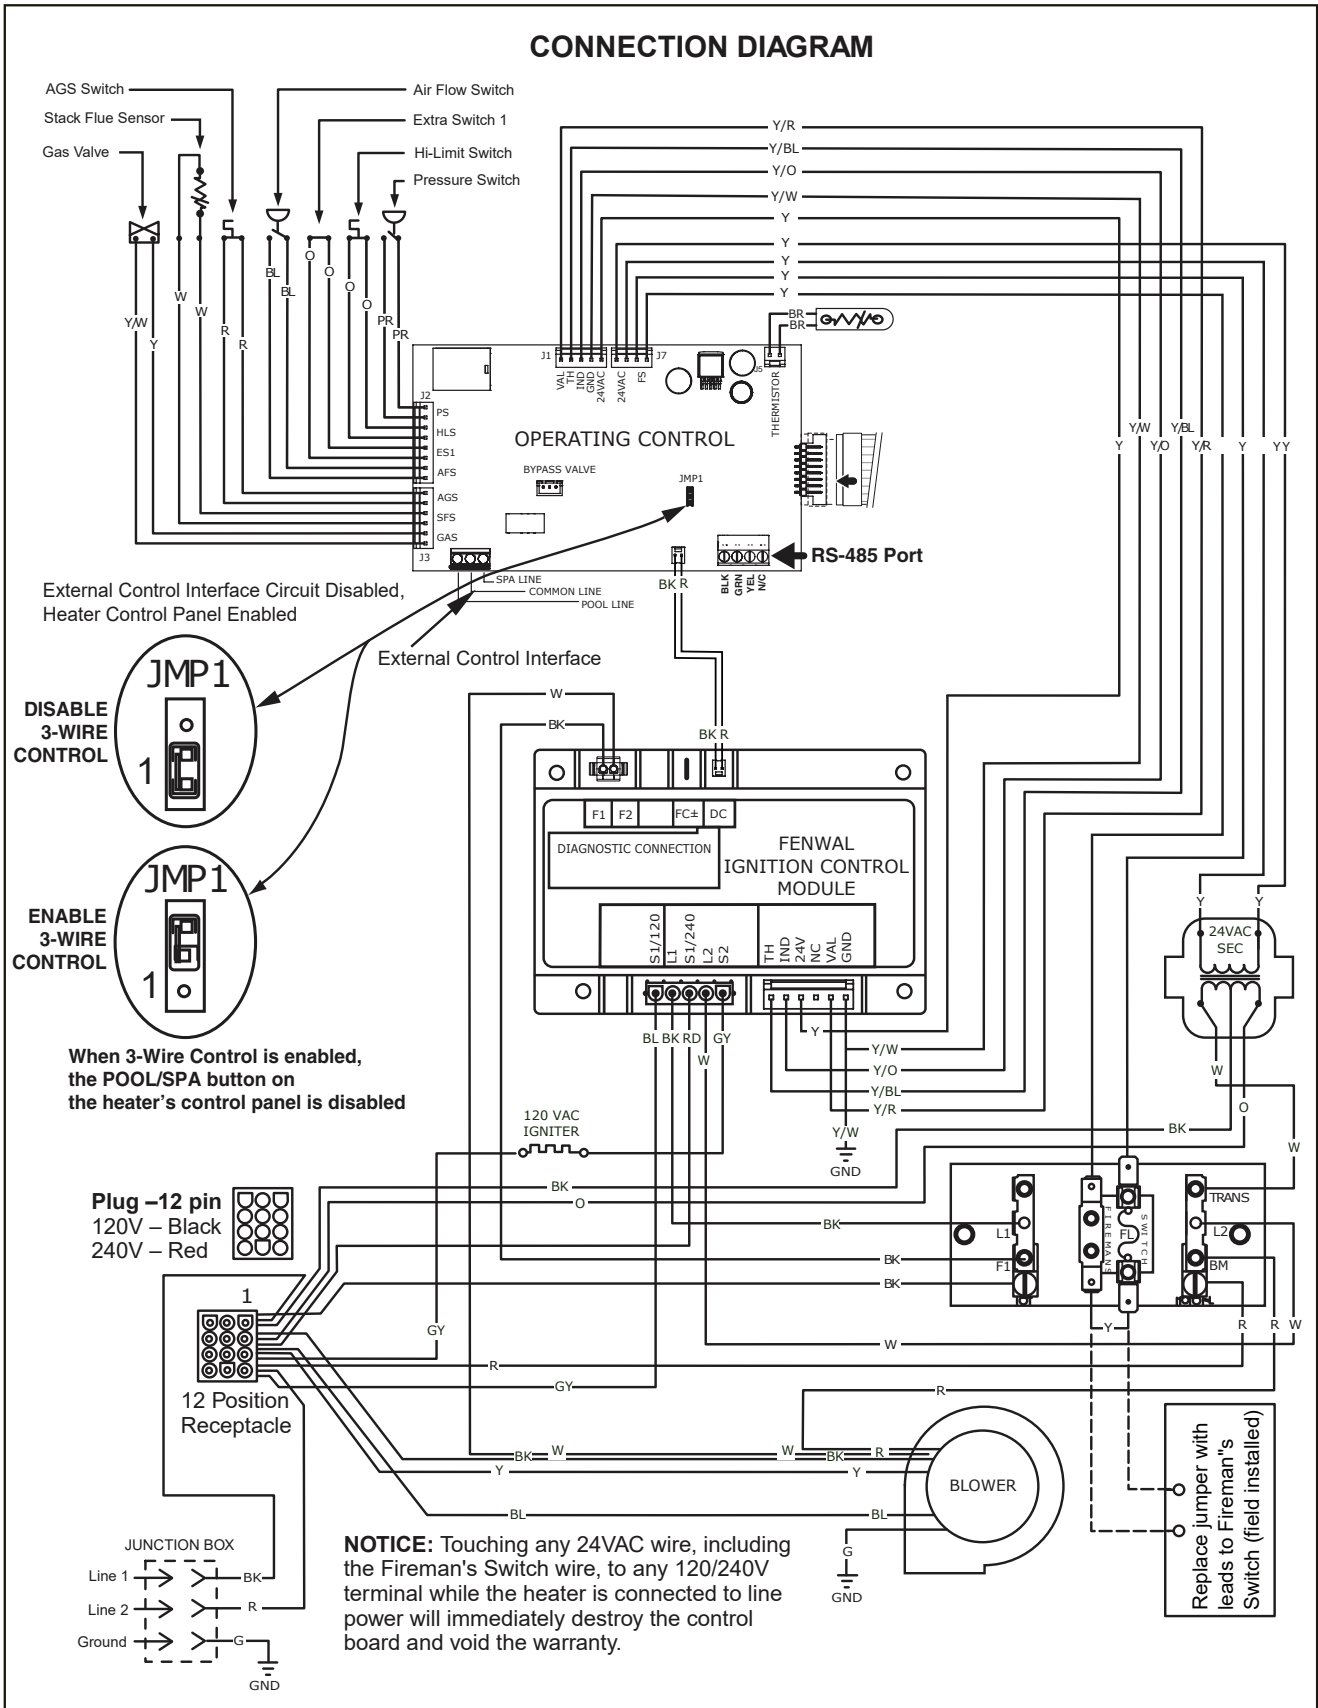 CONNECTION DIAGRAM
AGS Switch
Stack Flue Sensor
Gas Valve
Air Flow Switch
Extra Switch 1
Hi-Limit Switch
Pressure Switch
Y/R
Y/BL
Y/O
Y/W
Y
Y
Y
Y
Y
BR
BR
Y/W
Y
W
W
R
R
BL
BL
O
O
O
O
PR
PR
J1
VAL
TH
IND
GND
24VAC
24VAC
FS
J7
J5
THERMISTOR
J2
PS
HLS
ES1
AFS
AGS
SFS
GAS
J3
OPERATING CONTROL
BYPASS VALVE
JMP1
Y
Y/W
Y/O
Y/BL
Y/R
Y
YY
RS-485 Port
BLK
GRN
YEL
N/C
BK R
SPA LINE
COMMON LINE
POOL LINE
External Control Interface Circuit Disabled,
Heater Control Panel Enabled
External Control Interface
JMP1
1
DISABLE
3-WIRE
CONTROL
JMP1
1
ENABLE
3-WIRE
CONTROL
When 3-Wire Control is enabled,
the POOL/SPA button on
the heater's control panel is disabled
W
BK
BK R
F1
F2
FC±
DC
DIAGNOSTIC CONNECTION
FENWAL
IGNITION CONTROL
MODULE
S1/120
L1
S1/240
L2
S2
TH
IND
24V
NC
VAL
GND
BL
BK
RD
W
GY
Y
Y/W
Y/O
Y/BL
Y/R
Y/W
GND
Y
Y
24VAC
SEC
W
O
BK
W
120 VAC
IGNITER
BK
O
BK
BK
BK
L1
F1
FIREMANS
FL
SWITCH
TRANS
L2
BM
Y
R
R
W
Plug –12 pin
120V – Black
240V – Red
1
12 Position
Receptacle
GY
W
R
GY
R
BK
W
W
BK
R
Y
Y
BL
BL
BLOWER
G
GND
Replace jumper with
leads to Fireman"s
Switch (field installed)
JUNCTION BOX
Line 1
BK
Line 2
R
Ground
G
GND
NOTICE: Touching any 24VAC wire, including
the Fireman's Switch wire, to any 120/240V
terminal while the heater is connected to line
power will immediately destroy the control
board and void the warranty.